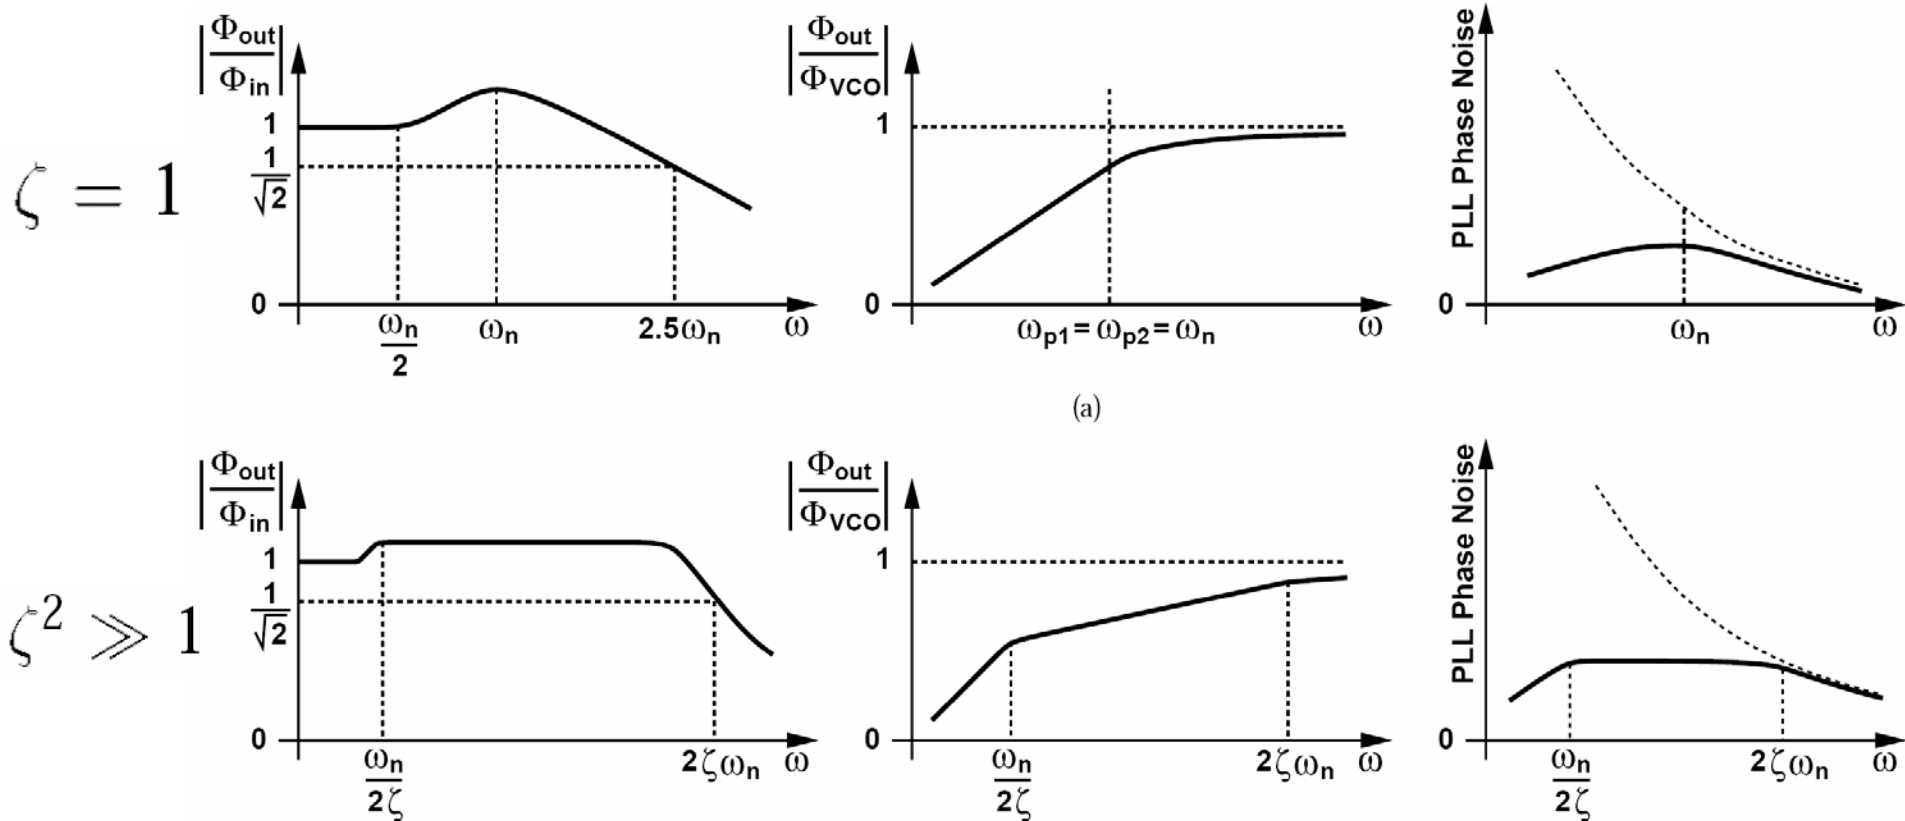 ζ = 1
|Φout/Φin|
1
1/√2
0
ωn/2
ωn
2.5ωn
ω
|Φout/ΦVCO|
1
0
ωp1 = ωp2 = ωn
ω
PLL Phase Noise
0
ωn
ω
(a)
ζ² ≫ 1
|Φout/Φin|
1
1/√2
0
ωn/2ζ
2ζωn
ω
|Φout/ΦVCO|
1
0
ωn/2ζ
2ζωn
ω
PLL Phase Noise
0
ωn/2ζ
2ζωn
ω